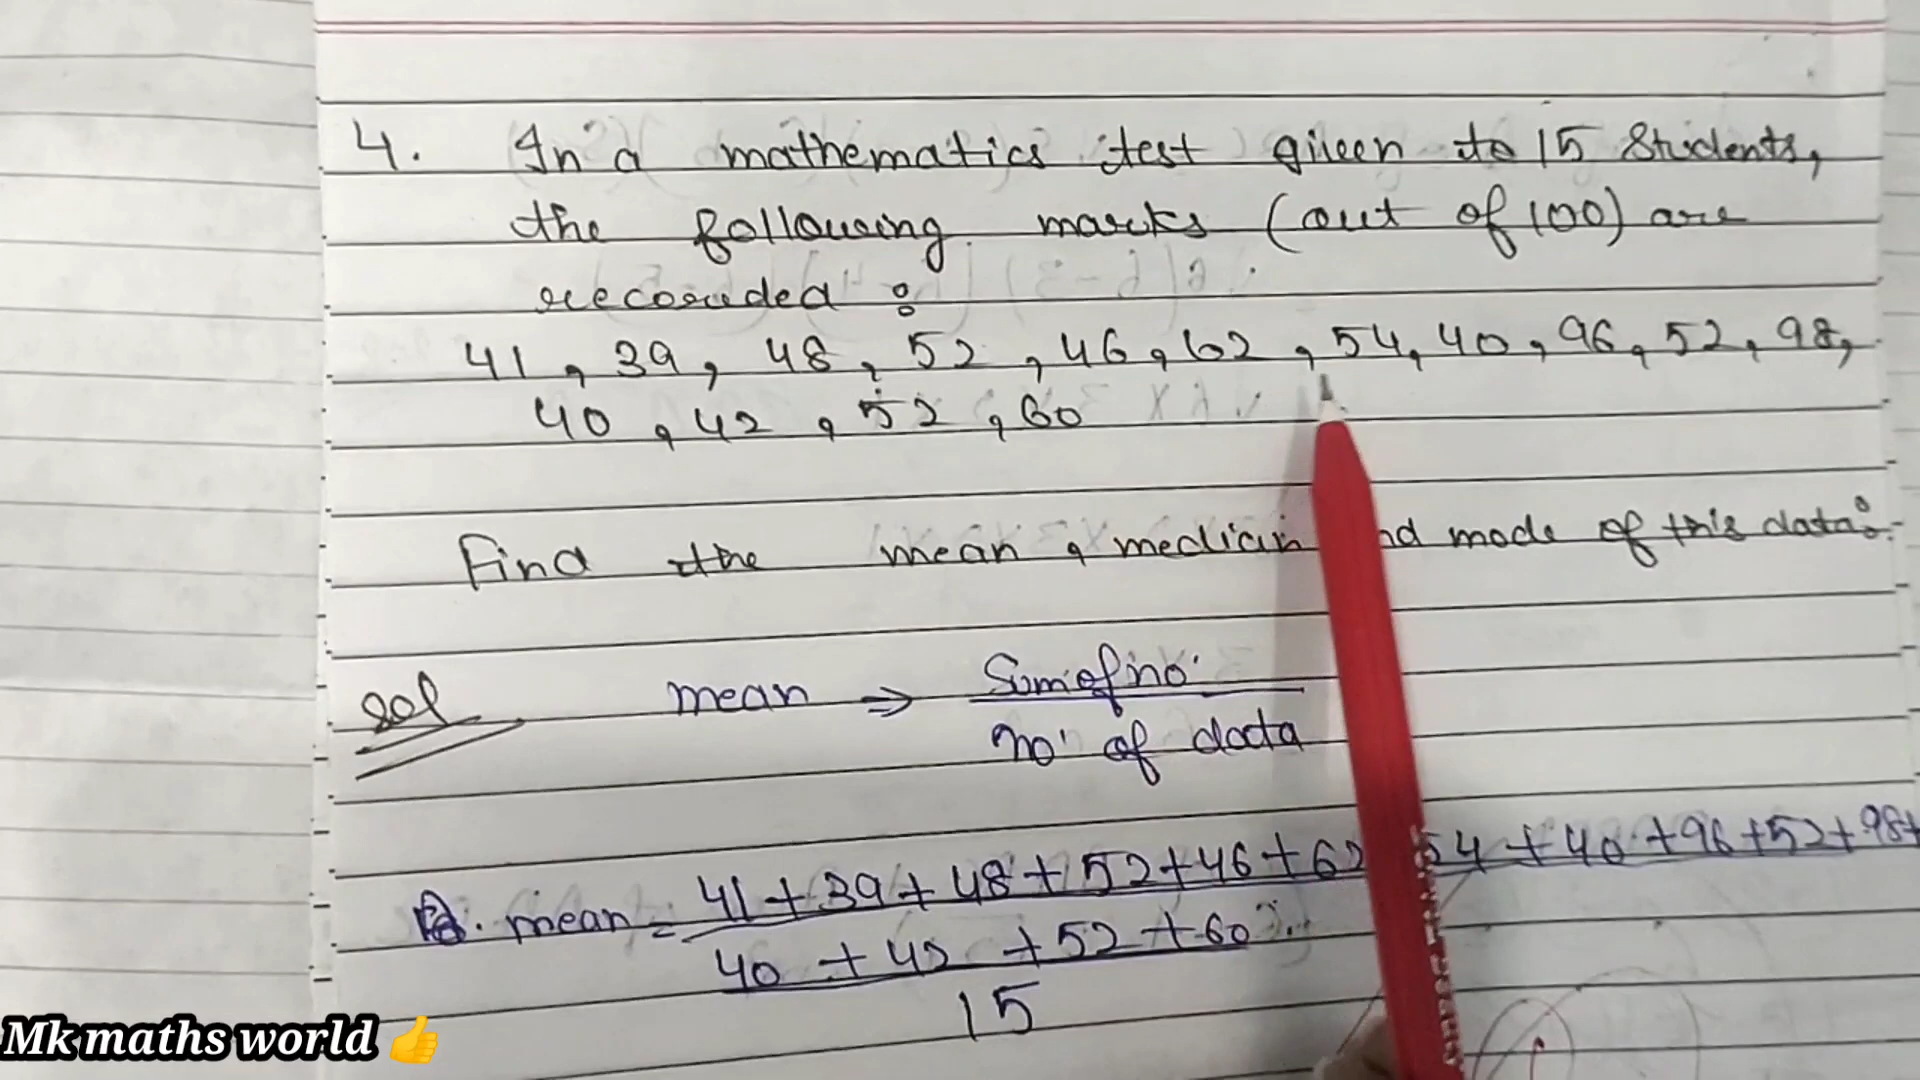 4. In a mathematics test given to 15 Students,
the following marks (out of 100) are
recorded :
41, 39, 48, 52, 46, 62, 54, 40, 96, 52, 98,
40, 42, 52, 60
Find the mean, median nd mode of this data:
sol mean ⇒ Sum of no.
no. of data
mean = 41+39+48+52+46+62 54+40+96+52+98+
40+42+52+60
15
Mk maths world 👍